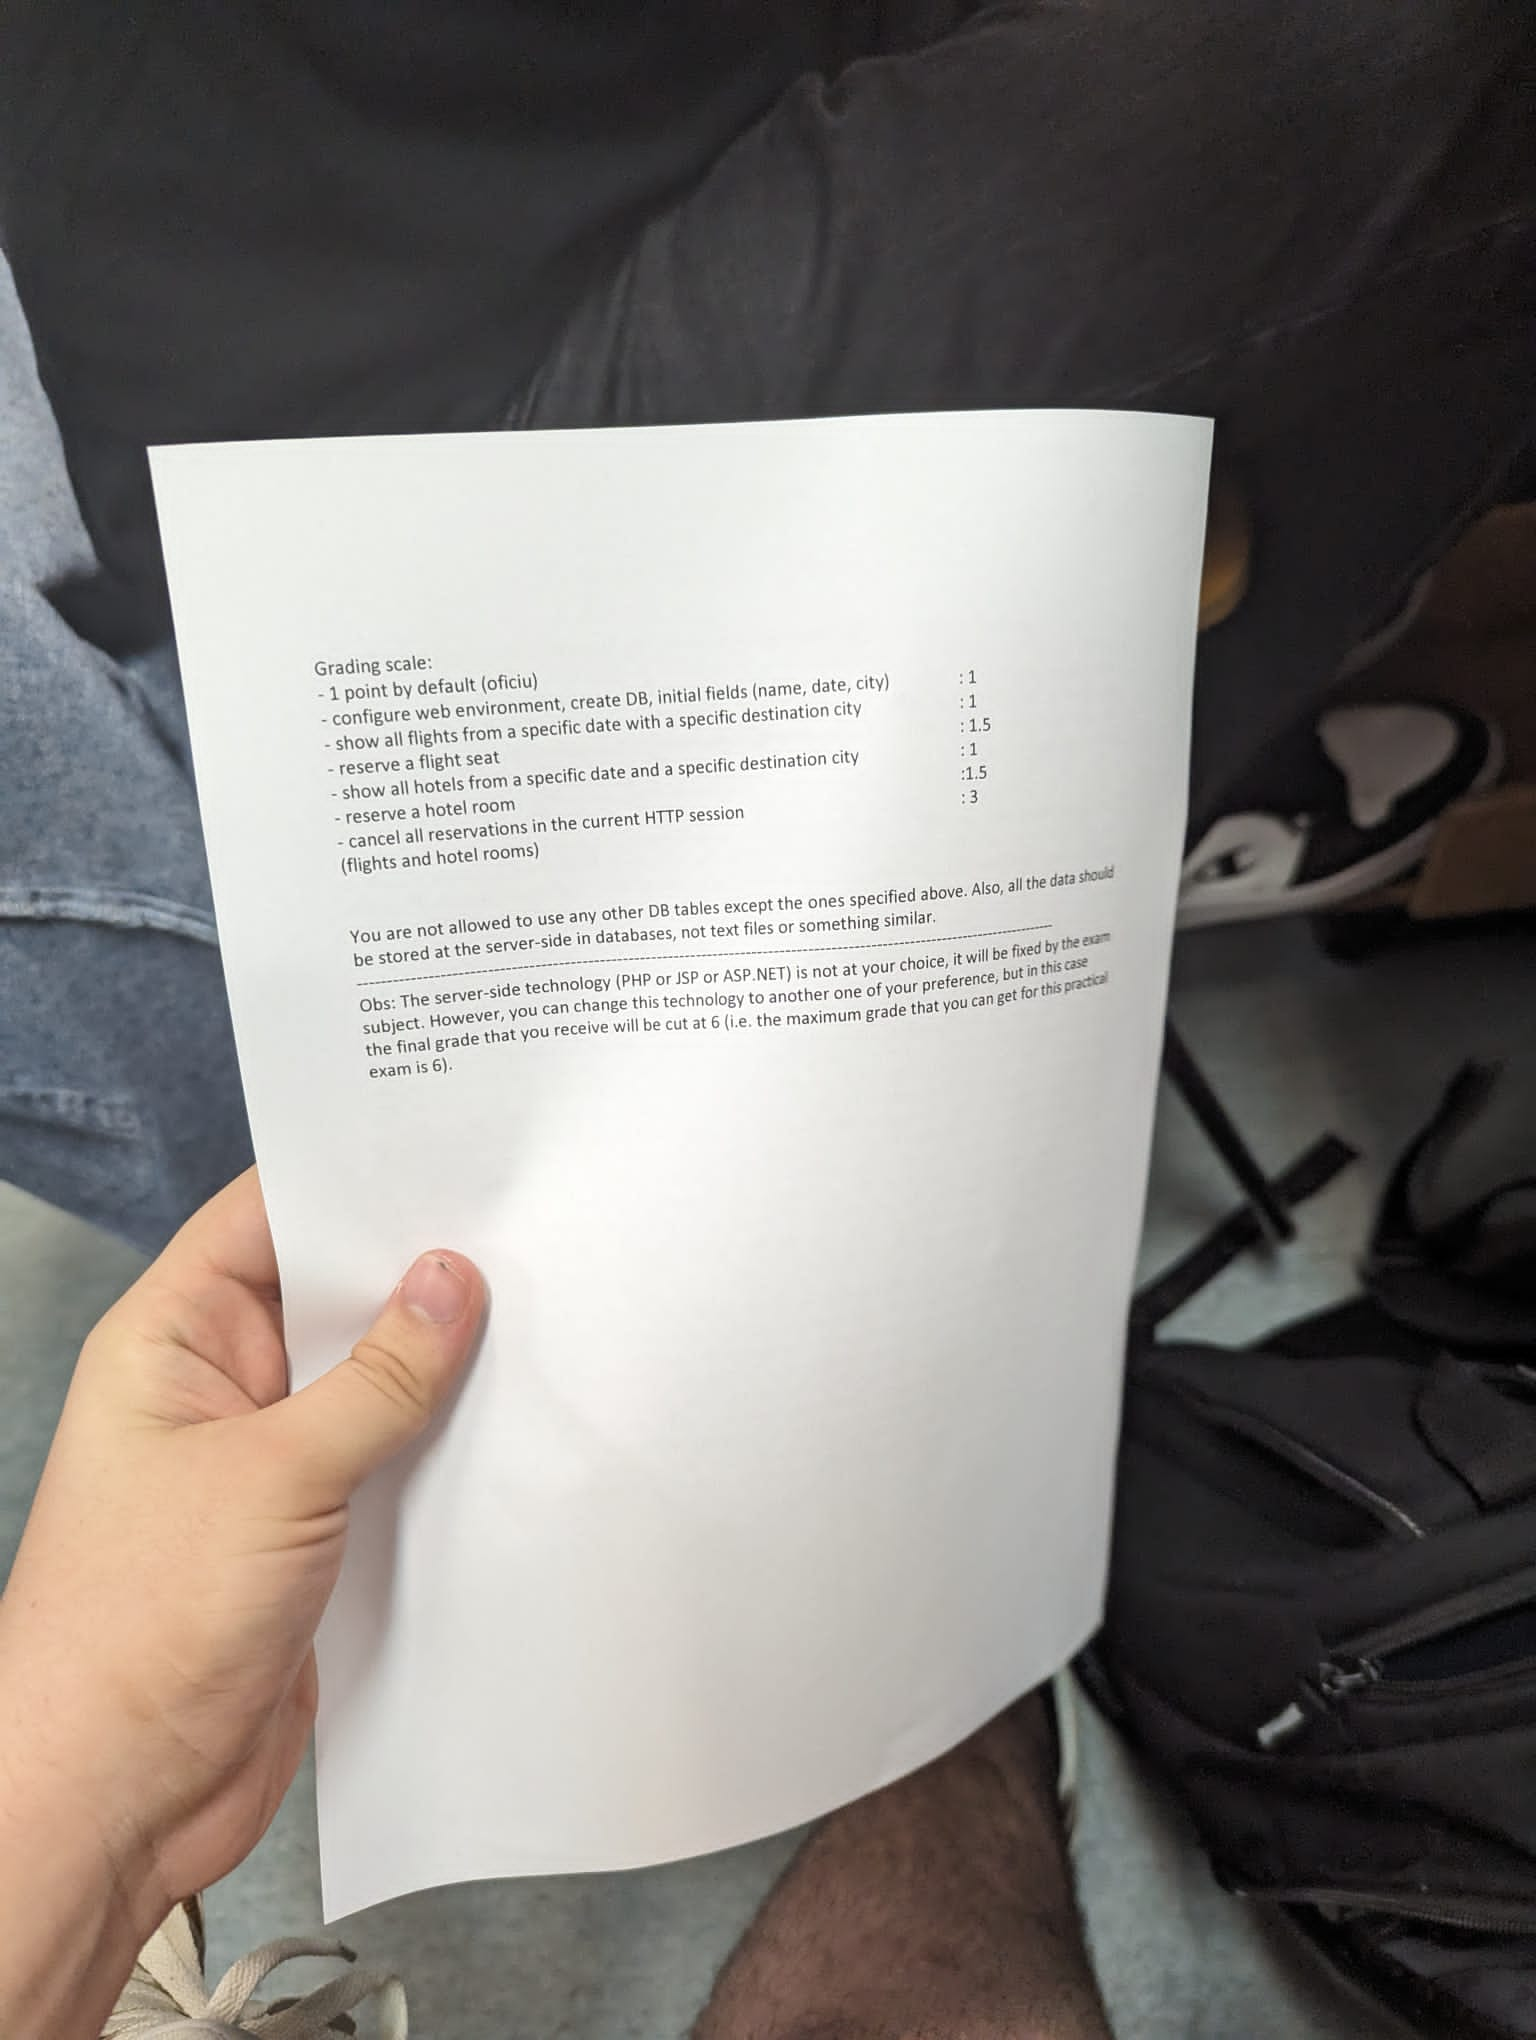 Grading scale:
- 1 point by default (oficiu)
- configure web environment, create DB, initial fields (name, date, city) : 1
- show all flights from a specific date with a specific destination city : 1
- reserve a flight seat : 1.5
- show all hotels from a specific date and a specific destination city : 1
- reserve a hotel room :1.5
- cancel all reservations in the current HTTP session : 3
(flights and hotel rooms)
You are not allowed to use any other DB tables except the ones specified above. Also, all the data should
be stored at the server-side in databases, not text files or something similar.
Obs: The server-side technology (PHP or JSP or ASP.NET) is not at your choice, it will be fixed by the exam
subject. However, you can change this technology to another one of your preference, but in this case
the final grade that you receive will be cut at 6 (i.e. the maximum grade that you can get for this practical
exam is 6).